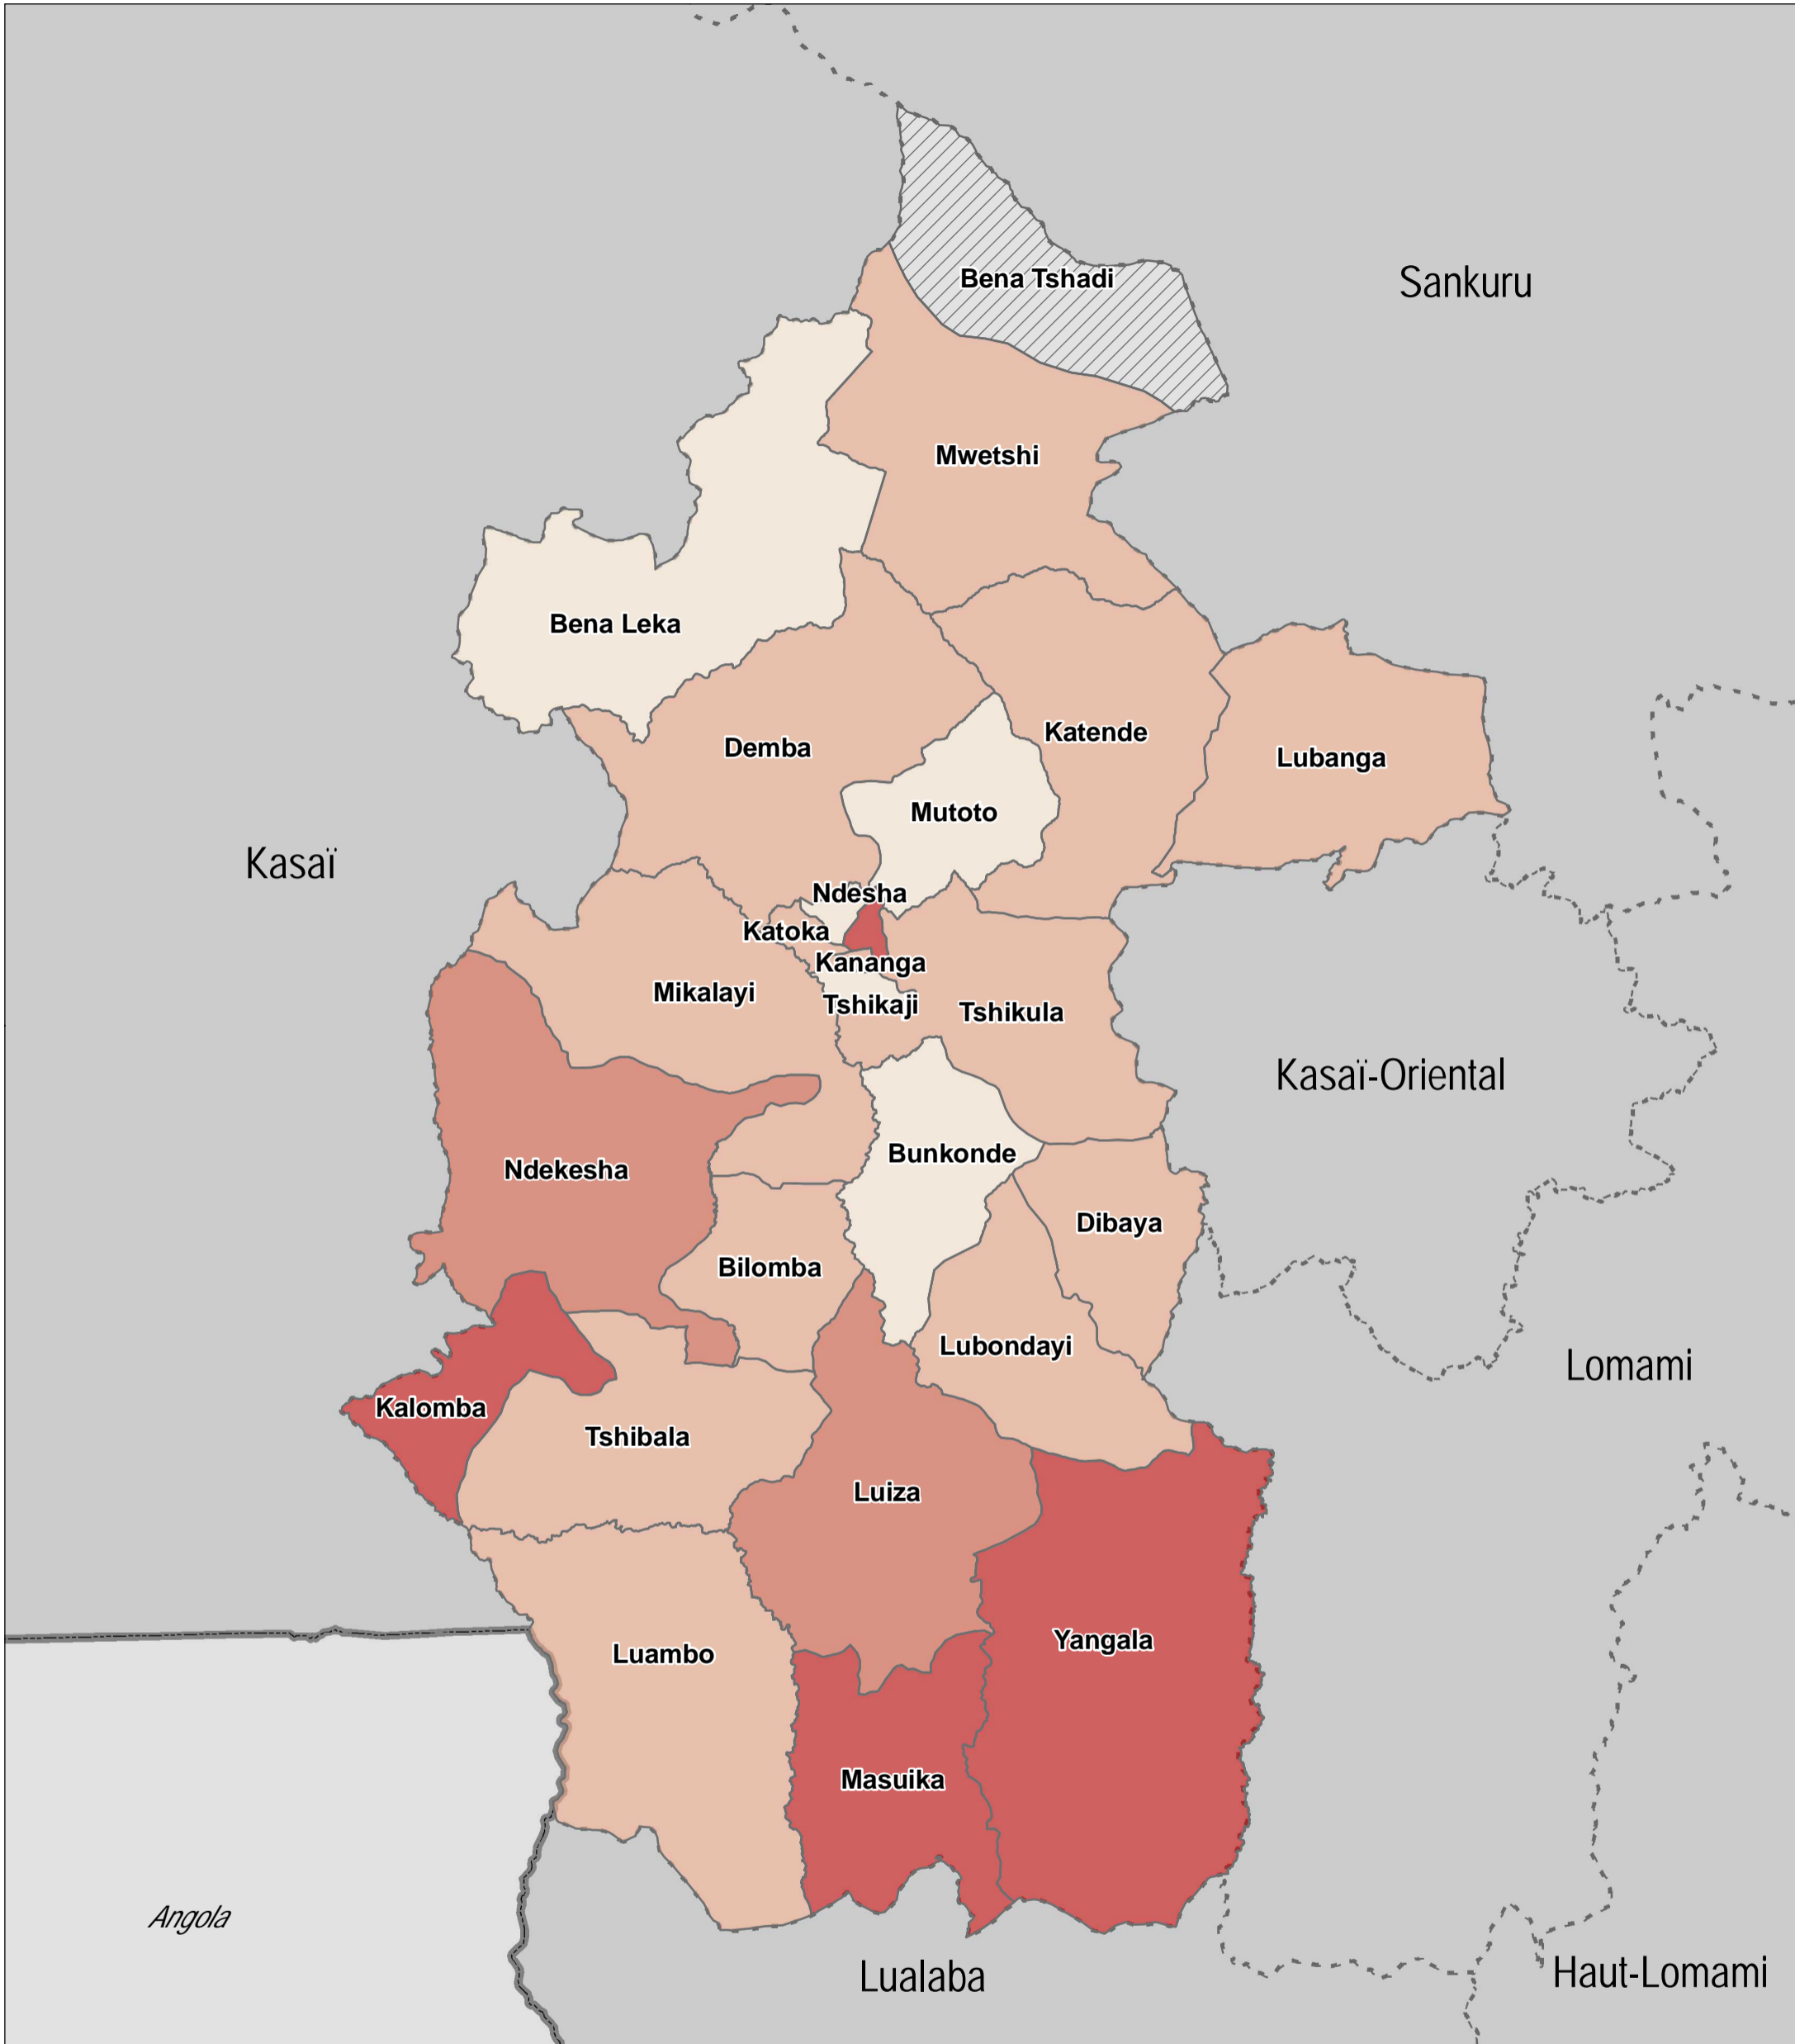 Bena Tshadi
Sankuru
Mwetshi
Bena Leka
Katende
Demba
Lubanga
Mutoto
Kasaï
Ndesha
Katoka
Kananga
Mikalayi
Tshikaji
Tshikula
Kasaï-Oriental
Bunkonde
Ndekesha
Dibaya
Bilomba
Lubondayi
Lomami
Kalomba
Tshibala
Luiza
Yangala
Luambo
Masuika
Angola
Haut-Lomami
Lualaba